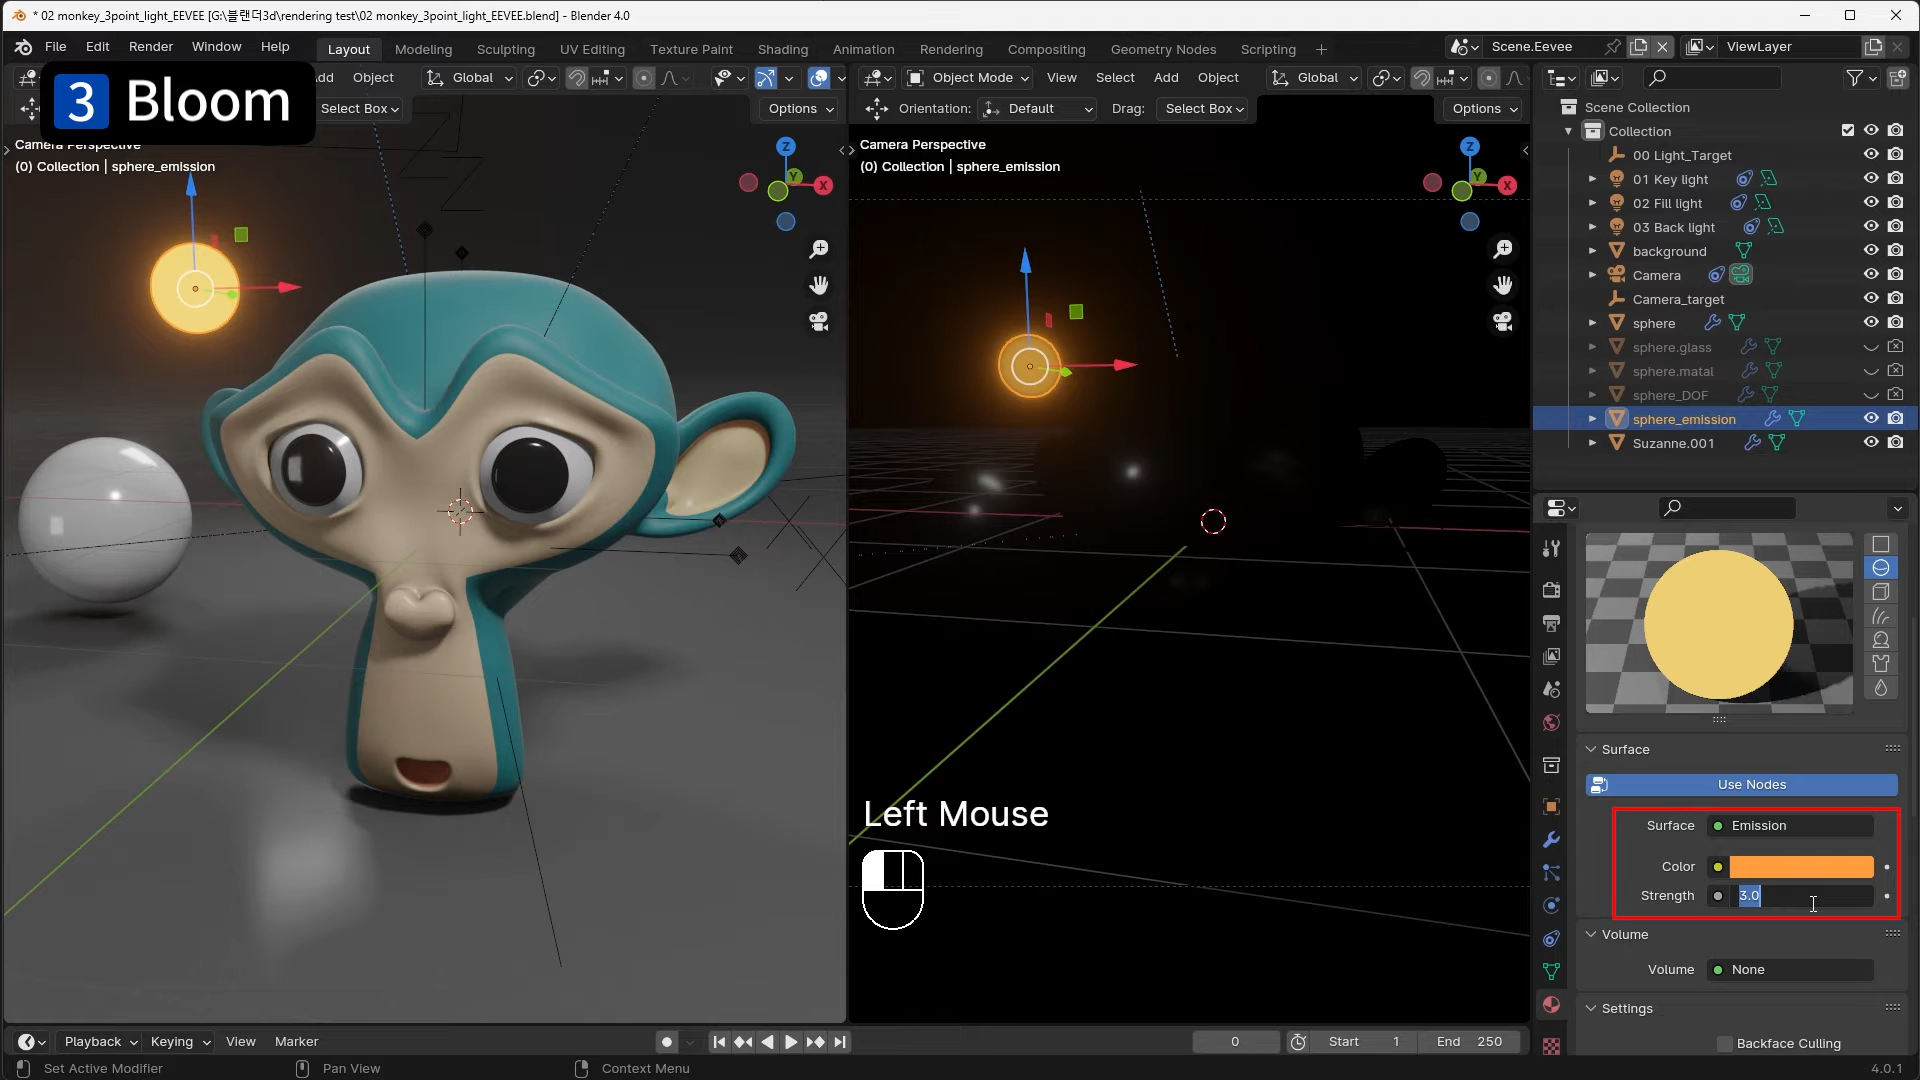 * 02 monkey_3point_light_EEVEE [G:\블랜더3d\rendering test\02 monkey_3point_light_EEVEE.blend] - Blender 4.0
File Edit Render Window Help Layout Modeling Sculpting UV Editing Texture Paint Shading Animation Rendering Compositing Geometry Nodes Scripting + Scene.Eevee ViewLayer
3 Bloom
Object Global
Select Box Options
Camera Perspective
(0) Collection | sphere_emission
Z
Y
X
Object Mode View Select Add Object Global
Orientation: Default Drag: Select Box Options
Camera Perspective
(0) Collection | sphere_emission
Z
Y
X
Left Mouse
Scene Collection
Collection
00 Light_Target
01 Key light
02 Fill light
03 Back light
background
Camera
Camera_target
sphere
sphere.glass
sphere.matal
sphere_DOF
sphere_emission
Suzanne.001
Surface
Use Nodes
Surface Emission
Color
Strength 3.0
Volume
Volume None
Settings
Backface Culling
Playback Keying View Marker 0 Start 1 End 250
Set Active Modifier Pan View Context Menu 4.0.1